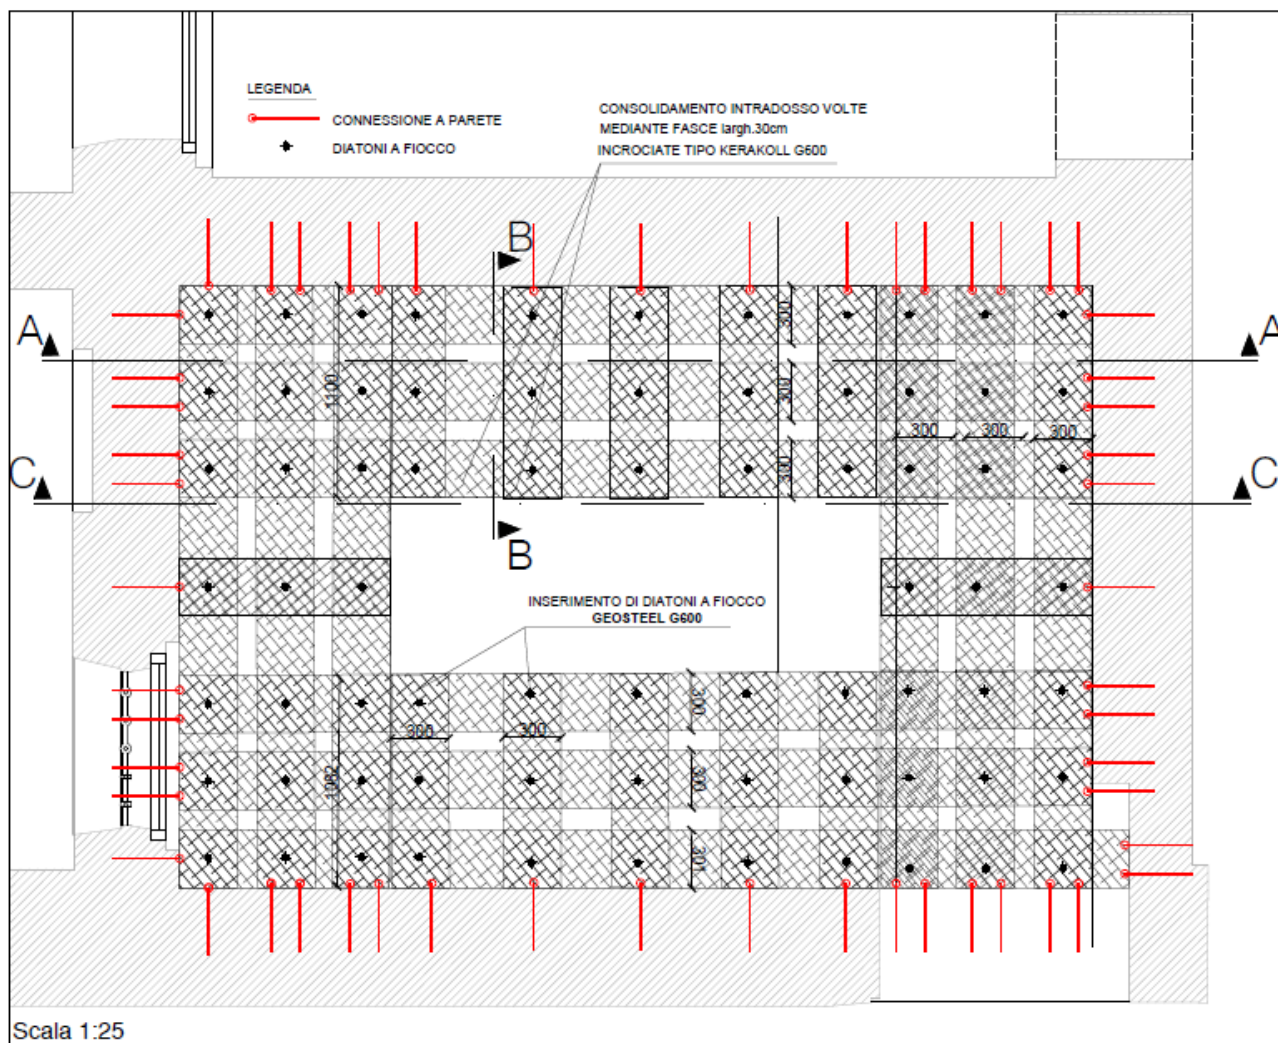 LEGENDA
CONNESSIONE A PARETE
DIATONI A FIOCCO
CONSOLIDAMENTO INTRADOSSO VOLTE
MEDIANTE FASCE largh.30cm
INCROCIATE TIPO KERAKOLL G600
B
A
A
300
1100
300
300
300
300
300
C
C
B
INSERIMENTO DI DIATONI A FIOCCO
GEOSTEEL G600
300
300
300
1062
300
301
Scala 1:25